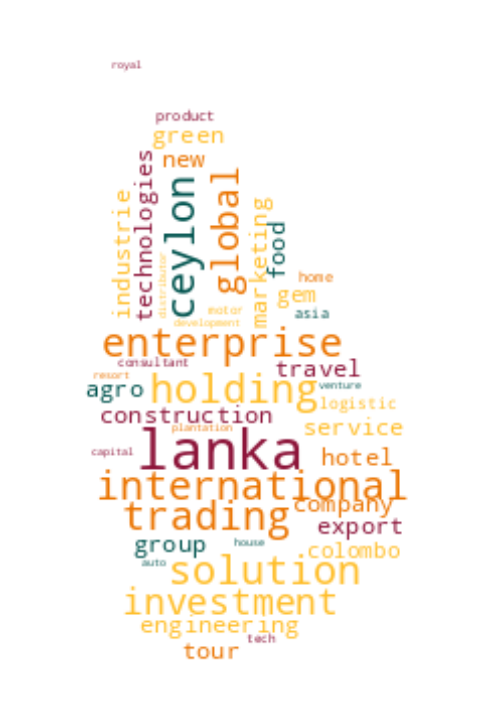 royal
product
green
new
technologies
industrie
ceylon
global
marketing
food
distributor
home
gem
motor
asia
development
enterprise
consultant
travel
resort
agro
holding
venture
logistic
construction
plantation
service
lanka
capital
hotel
international
company
trading
export
group
house
colombo
auto
solution
investment
engineering
tech
tour